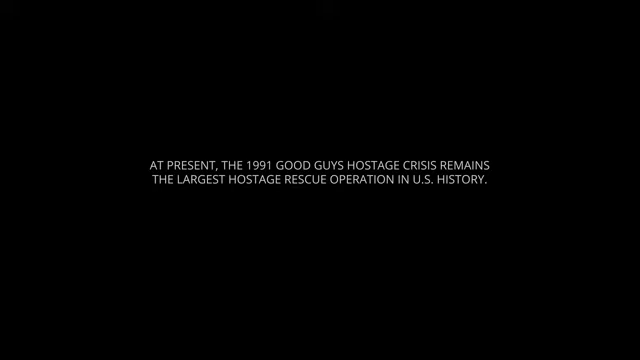 AT PRESENT, THE 1991 GOOD GUYS HOSTAGE CRISIS REMAINS
THE LARGEST HOSTAGE RESCUE OPERATION IN U.S. HISTORY.